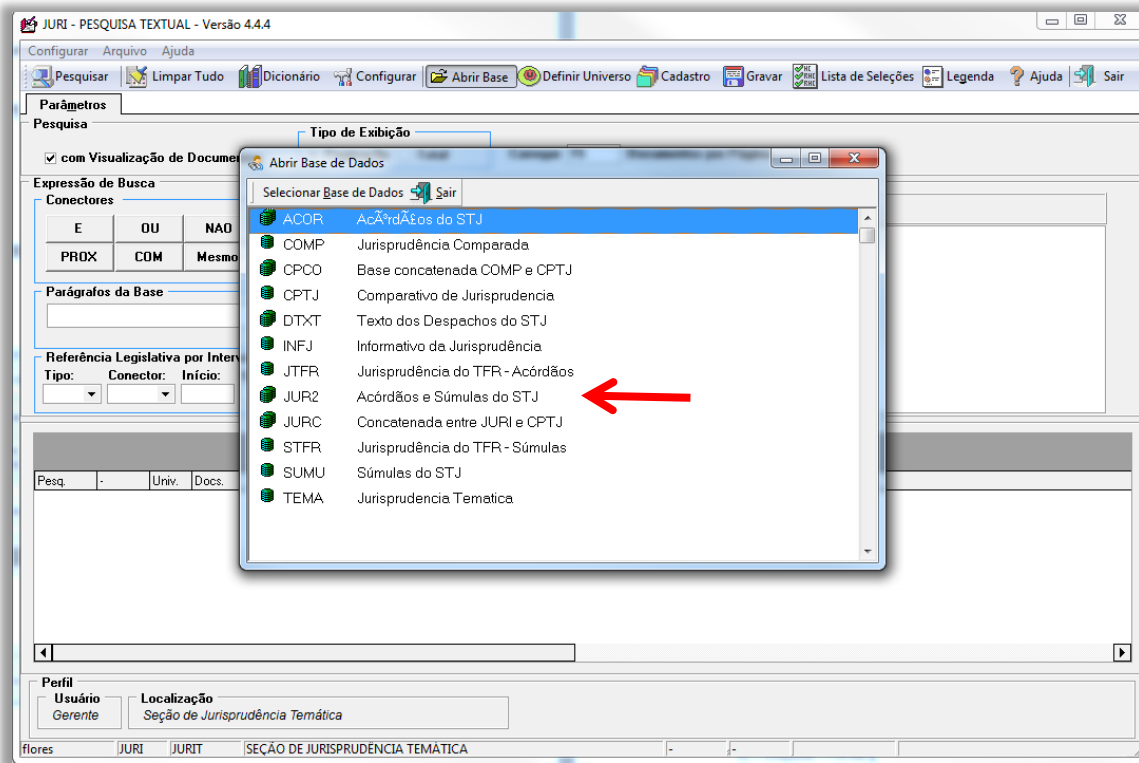 JURI - PESQUISA TEXTUAL - Versão 4.4.4
Configurar Arquivo Ajuda
Pesquisar Limpar Tudo Dicionário Configurar Abrir Base Definir Universo Cadastro Gravar Lista de Seleções Legenda Ajuda Sair
Parâmetros
Pesquisa
Tipo de Exibição
com Visualização de Documen
Abrir Base de Dados
Selecionar Base de Dados Sair
Expressão de Busca
Conectores
E OU NAO
PROX COM Mesmo
Parágrafos da Base
Referência Legislativa por Interv
Tipo: Conector: Início:
ACOR AcÃªrdÃ£os do STJ
COMP Jurisprudência Comparada
CPCO Base concatenada COMP e CPTJ
CPTJ Comparativo de Jurisprudencia
DTXT Texto dos Despachos do STJ
INFJ Informativo da Jurisprudência
JTFR Jurisprudência do TFR - Acórdãos
JUR2 Acórdãos e Súmulas do STJ
JURC Concatenada entre JURI e CPTJ
STFR Jurisprudência do TFR - Súmulas
SUMU Súmulas do STJ
TEMA Jurisprudencia Tematica
Pesq. - Univ. Docs.
Perfil
Usuário Localização
Gerente Seção de Jurisprudência Temática
flores JURI JURIT SEÇÃO DE JURISPRUDÊNCIA TEMÁTICA - -